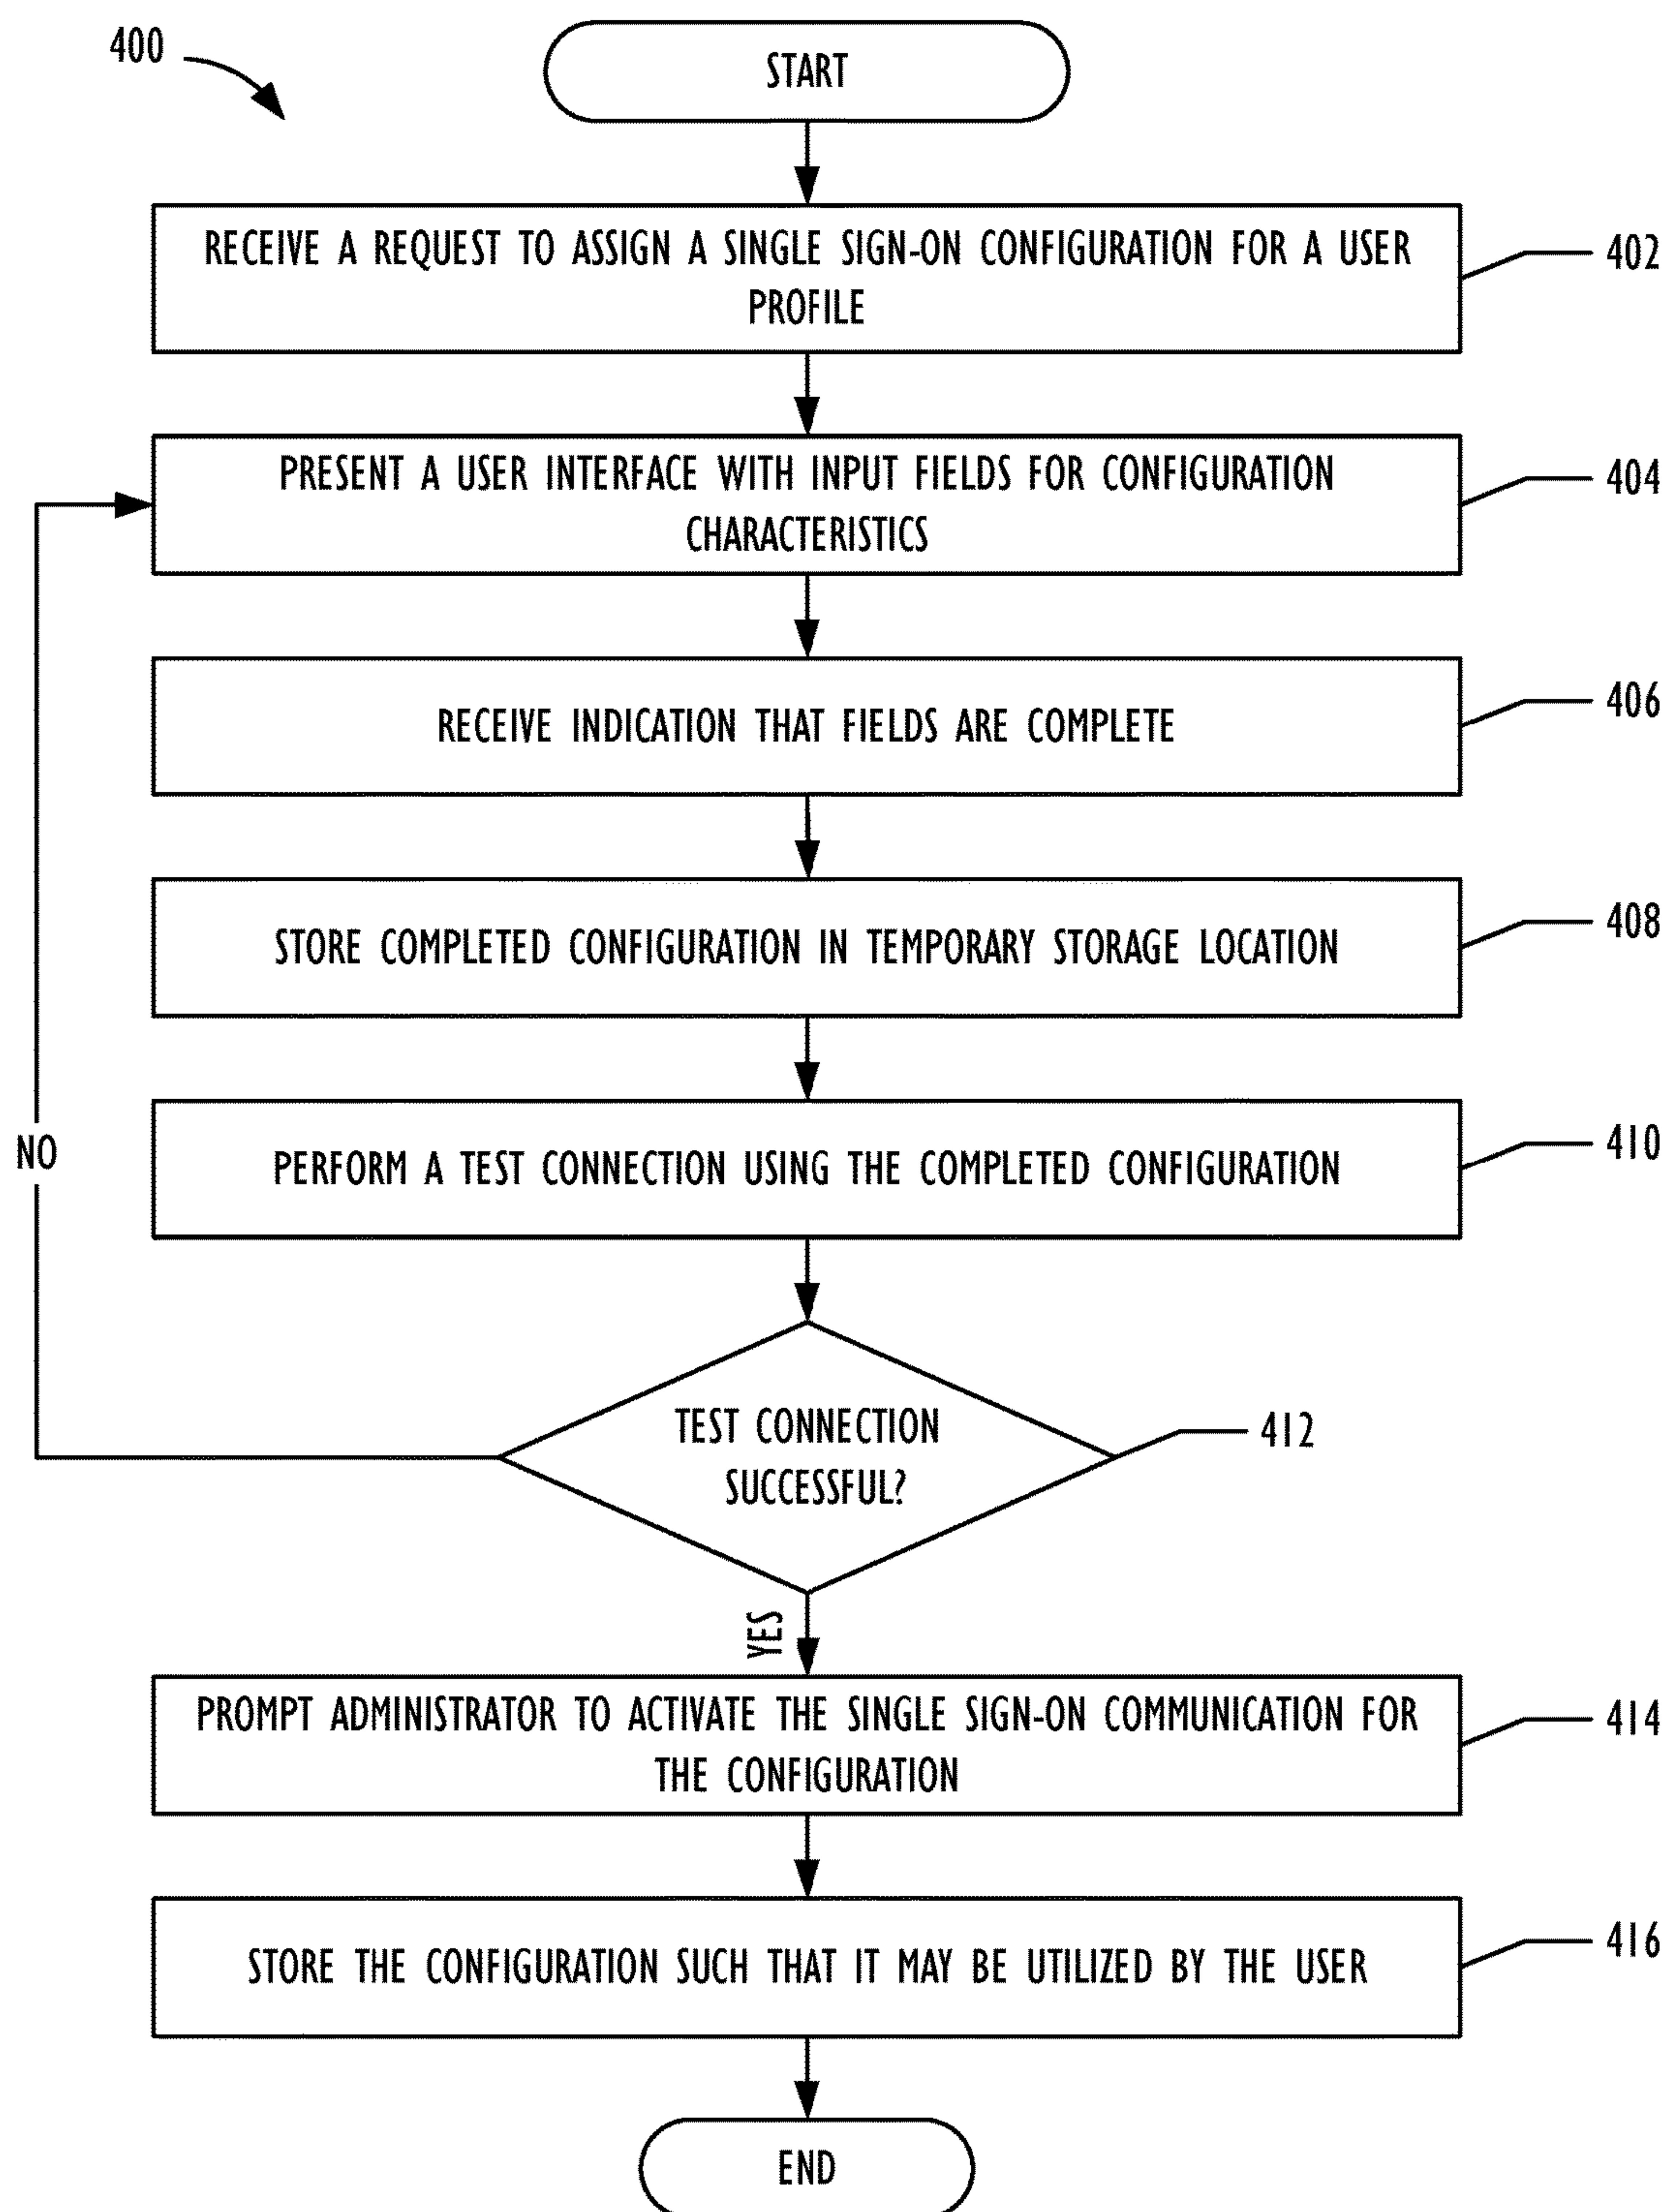 400
START
RECEIVE A REQUEST TO ASSIGN A SINGLE SIGN-ON CONFIGURATION FOR A USER
PROFILE
402
PRESENT A USER INTERFACE WITH INPUT FIELDS FOR CONFIGURATION
CHARACTERISTICS
404
RECEIVE INDICATION THAT FIELDS ARE COMPLETE
406
STORE COMPLETED CONFIGURATION IN TEMPORARY STORAGE LOCATION
408
PERFORM A TEST CONNECTION USING THE COMPLETED CONFIGURATION
410
NO
TEST CONNECTION
SUCCESSFUL?
412
YES
PROMPT ADMINISTRATOR TO ACTIVATE THE SINGLE SIGN-ON COMMUNICATION FOR
THE CONFIGURATION
414
STORE THE CONFIGURATION SUCH THAT IT MAY BE UTILIZED BY THE USER
416
END